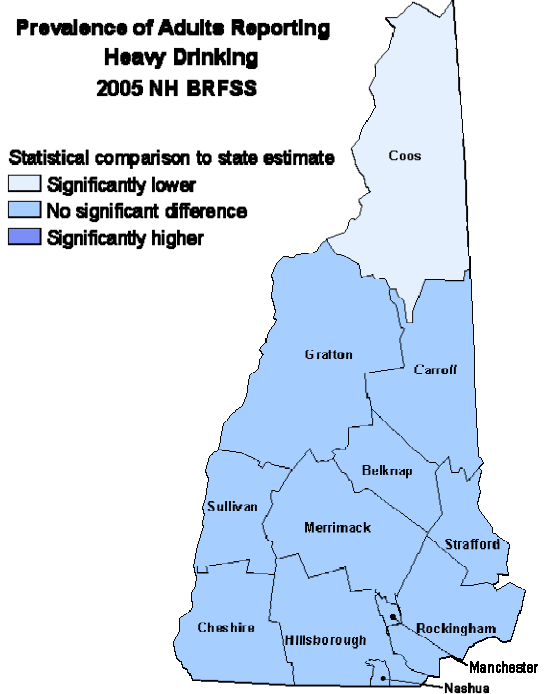 Prevalence of Adults Reporting
Heavy Drinking
2005 NH BRFSS
Statistical comparison to state estimate
Significantly lower
No significant difference
Significantly higher
Coos
Grafton
Carroll
Belknap
Sullivan
Merrimack
Strafford
Cheshire
Hillsborough
Rockingham
Manchester
Nashua